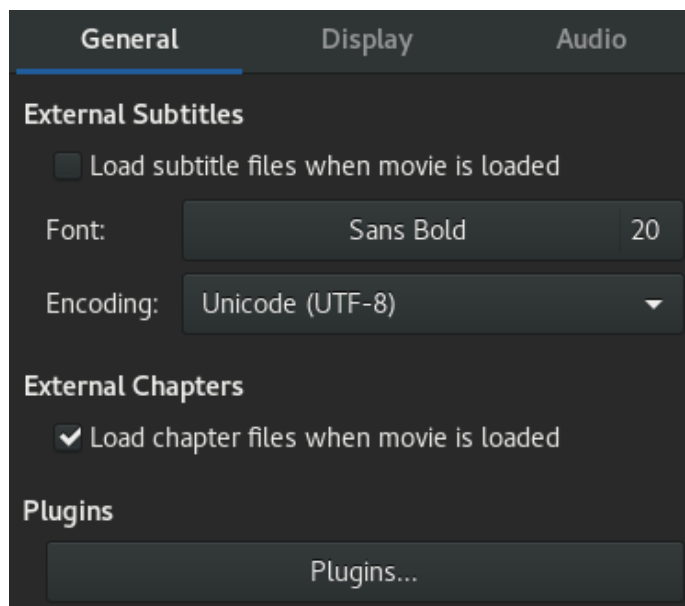 General Display Audio
External Subtitles
Load subtitle files when movie is loaded
Font: Sans Bold 20
Encoding: Unicode (UTF-8)
External Chapters
Load chapter files when movie is loaded
Plugins
Plugins...